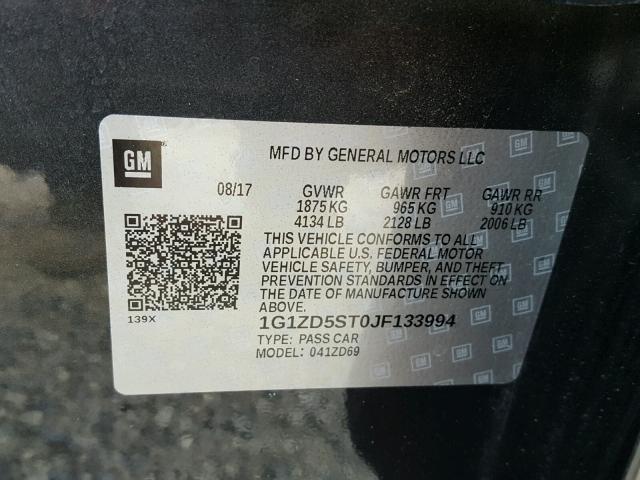 GM
MFD BY GENERAL MOTORS LLC
08/17 GVWR GAWR FRT GAWR RR
1875 KG 965 KG 910 KG
4134 LB 2128 LB 2006 LB
THIS VEHICLE CONFORMS TO ALL
APPLICABLE U.S. FEDERAL MOTOR
VEHICLE SAFETY, BUMPER, AND THEFT
PREVENTION STANDARDS IN EFFECT ON
THE DATE OF MANUFACTURE SHOWN
ABOVE.
139X
1G1ZD5ST0JF133994
TYPE: PASS CAR
MODEL: 041ZD69